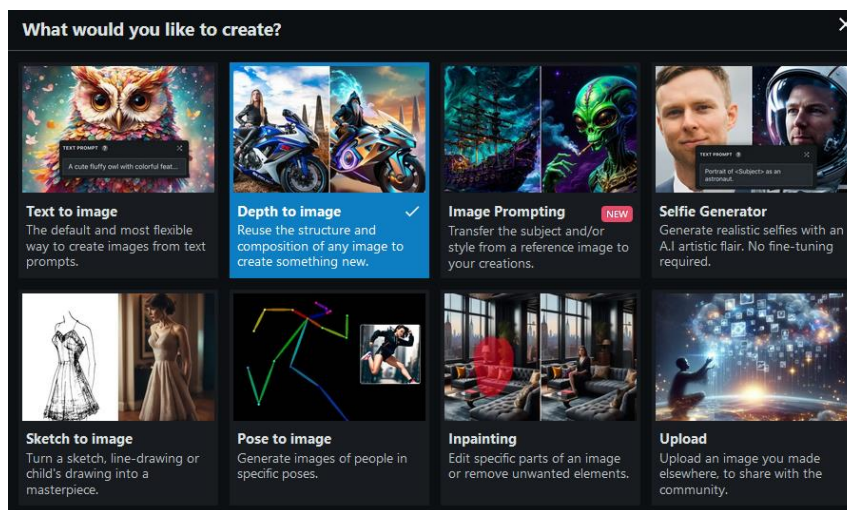 What would you like to create?
TEXT PROMPT
A cute fluffy owl with colorful feat...
TEXT PROMPT
Portrait of <Subject> as an
astronaut.
Text to image
The default and most flexible
way to create images from text
prompts.
Depth to image
Reuse the structure and
composition of any image to
create something new.
Image Prompting NEW
Transfer the subject and/or
style from a reference image to
your creations.
Selfie Generator
Generate realistic selfies with an
A.I artistic flair. No fine-tuning
required.
Sketch to image
Turn a sketch, line-drawing or
child's drawing into a
masterpiece.
Pose to image
Generate images of people in
specific poses.
Inpainting
Edit specific parts of an image
or remove unwanted elements.
Upload
Upload an image you made
elsewhere, to share with the
community.